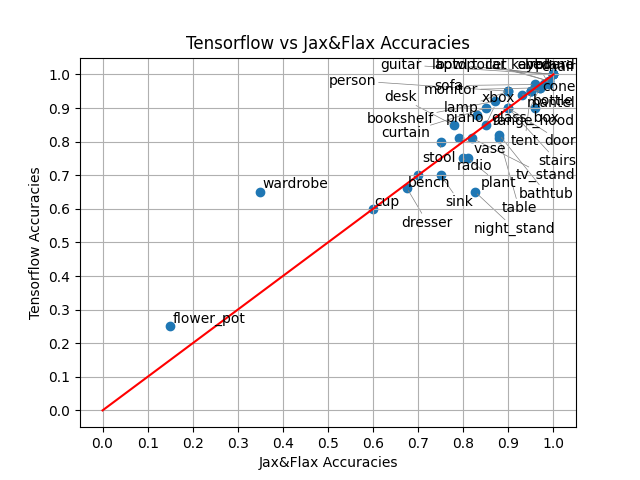 Tensorflow vs Jax&Flax Accuracies
guitar
person
sofa
monitor
cone
desk
xbox
mantel
bottle
lamp
bookshelf
piano
glass_box
range_hood
curtain
tent
door
vase
stool
stairs
radio
tv_stand
wardrobe
bench
plant
bathtub
cup
sink
table
dresser
night_stand
flower_pot
1.0
0.9
0.8
0.7
0.6
0.5
0.4
0.3
0.2
0.1
0.0
Tensorflow Accuracies
0.0 0.1 0.2 0.3 0.4 0.5 0.6 0.7 0.8 0.9 1.0
Jax&Flax Accuracies